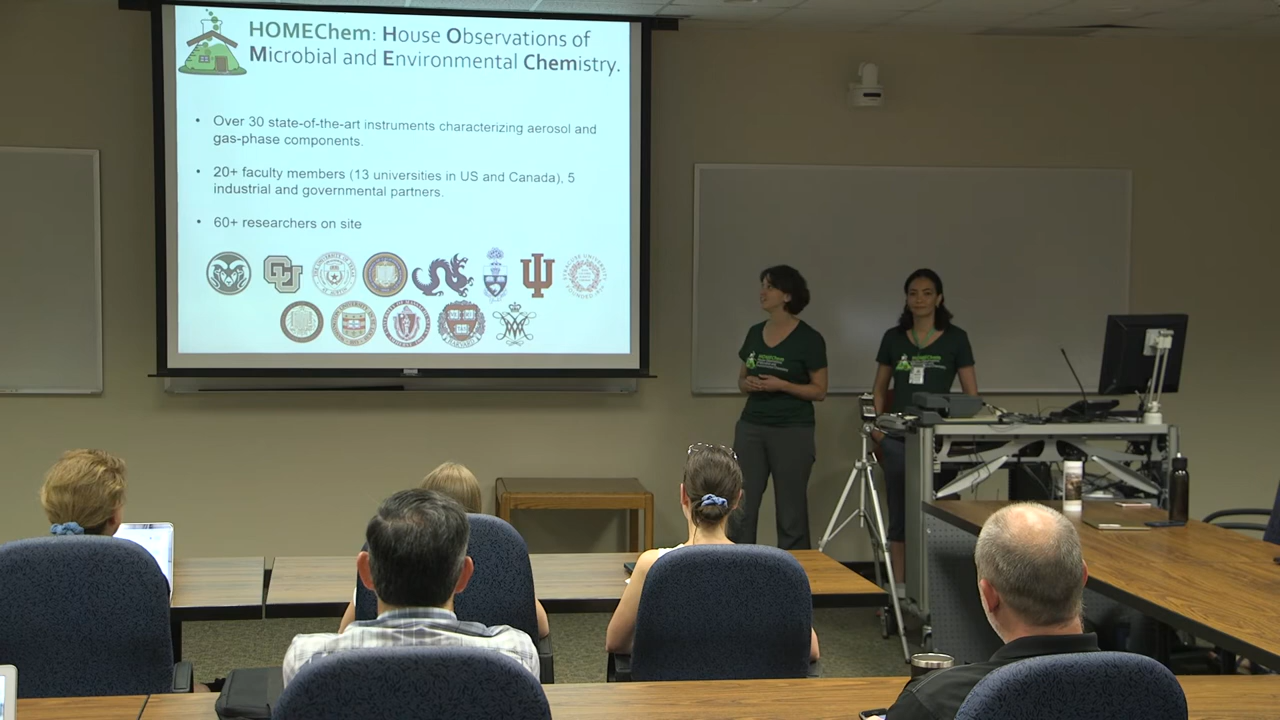 HOMEChem: House Observations of
Microbial and Environmental Chemistry.
• Over 30 state-of-the-art instruments characterizing aerosol and
gas-phase components.
• 20+ faculty members (13 universities in US and Canada), 5
industrial and governmental partners.
• 60+ researchers on site
HOMEChem
HOMEChem